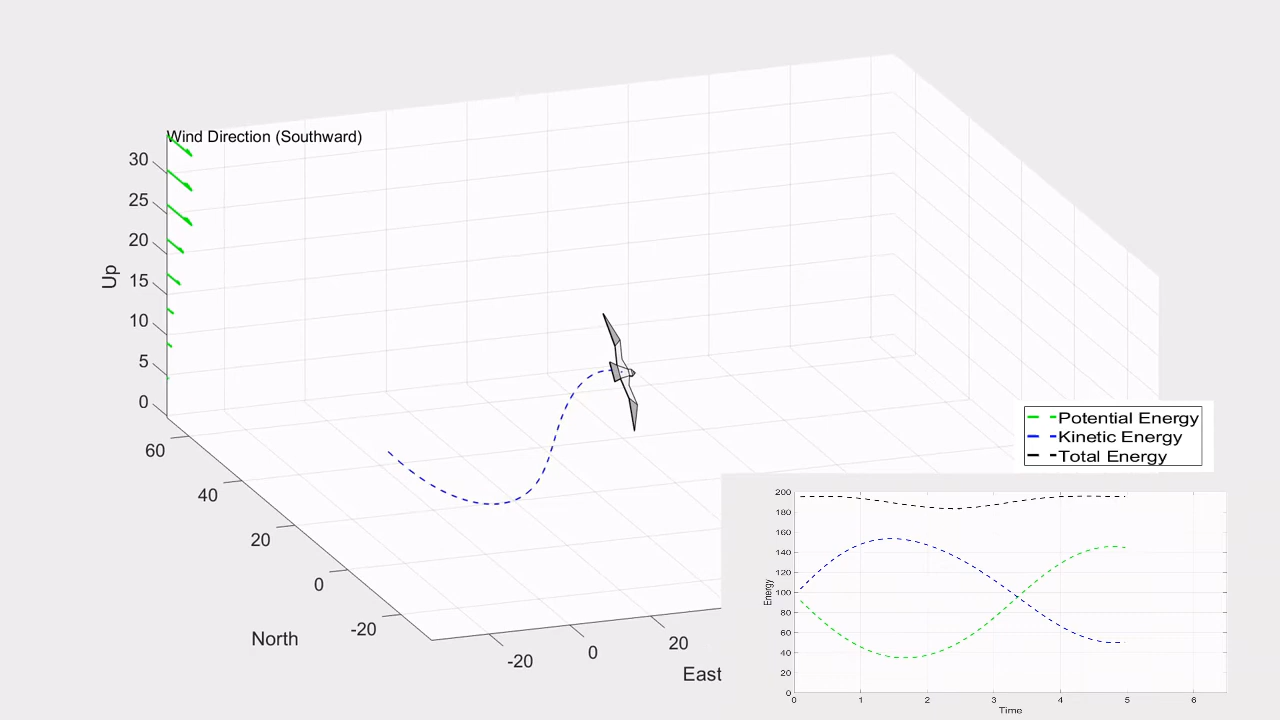 Wind Direction (Southward)
30
25
20
15
10
5
0
Up
60
40
20
0
-20
North
-20
0
20
East
Potential Energy
Kinetic Energy
Total Energy
200
180
160
140
120
100
80
60
40
20
0
Energy
0 1 2 3 4 5 6
Time